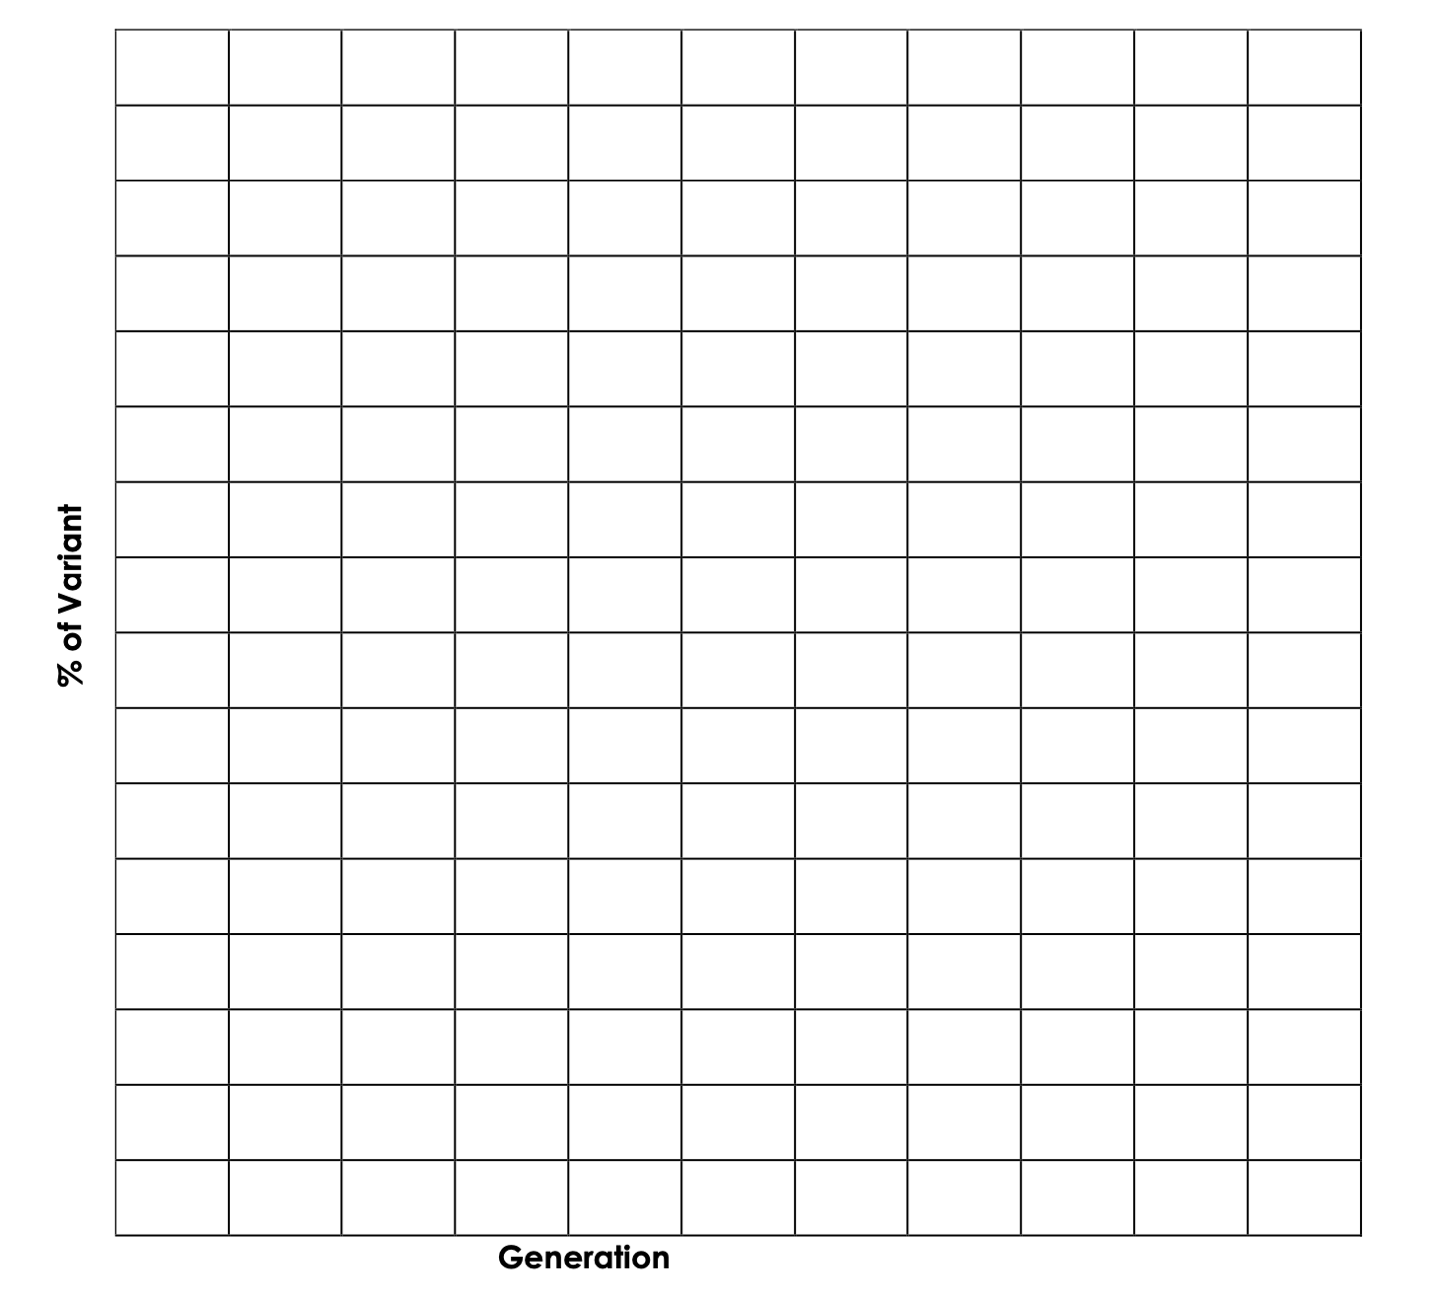 % of Variant
Generation